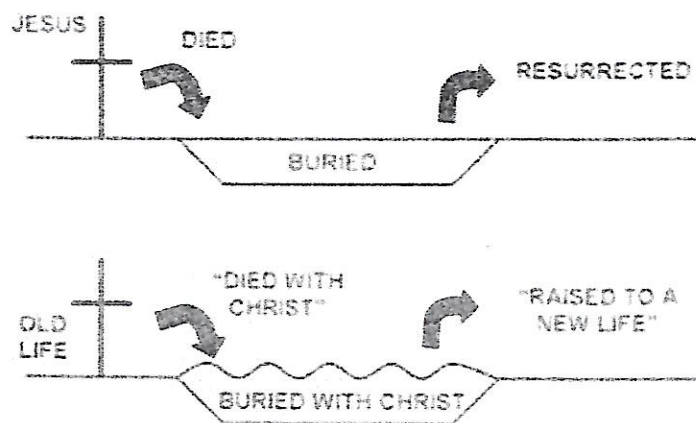 JESUS
DIED
RESURRECTED
BURIED
"DIED WITH
CHRIST"
"RAISED TO A
NEW LIFE"
OLD
LIFE
BURIED WITH CHRIST